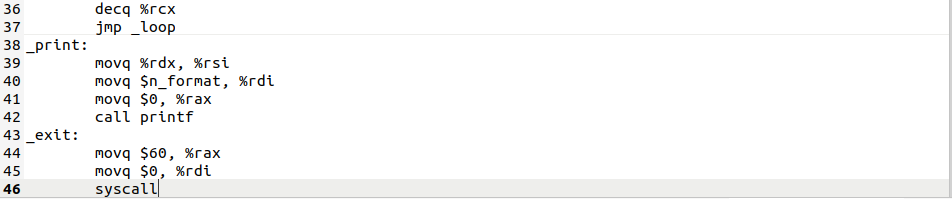 36 decq %rcx
37 jmp _loop
38 _print:
39 movq %rdx, %rsi
40 movq $n_format, %rdi
41 movq $0, %rax
42 call printf
43 _exit:
44 movq $60, %rax
45 movq $0, %rdi
46 syscall